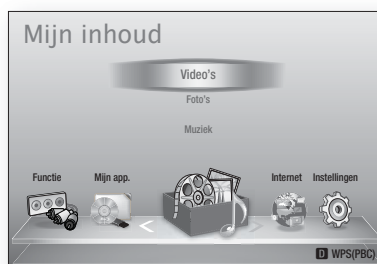 Mijn inhoud
Video's
Foto's
Muziek
Functie Mijn app. Internet Instellingen
D WPS(PBC)